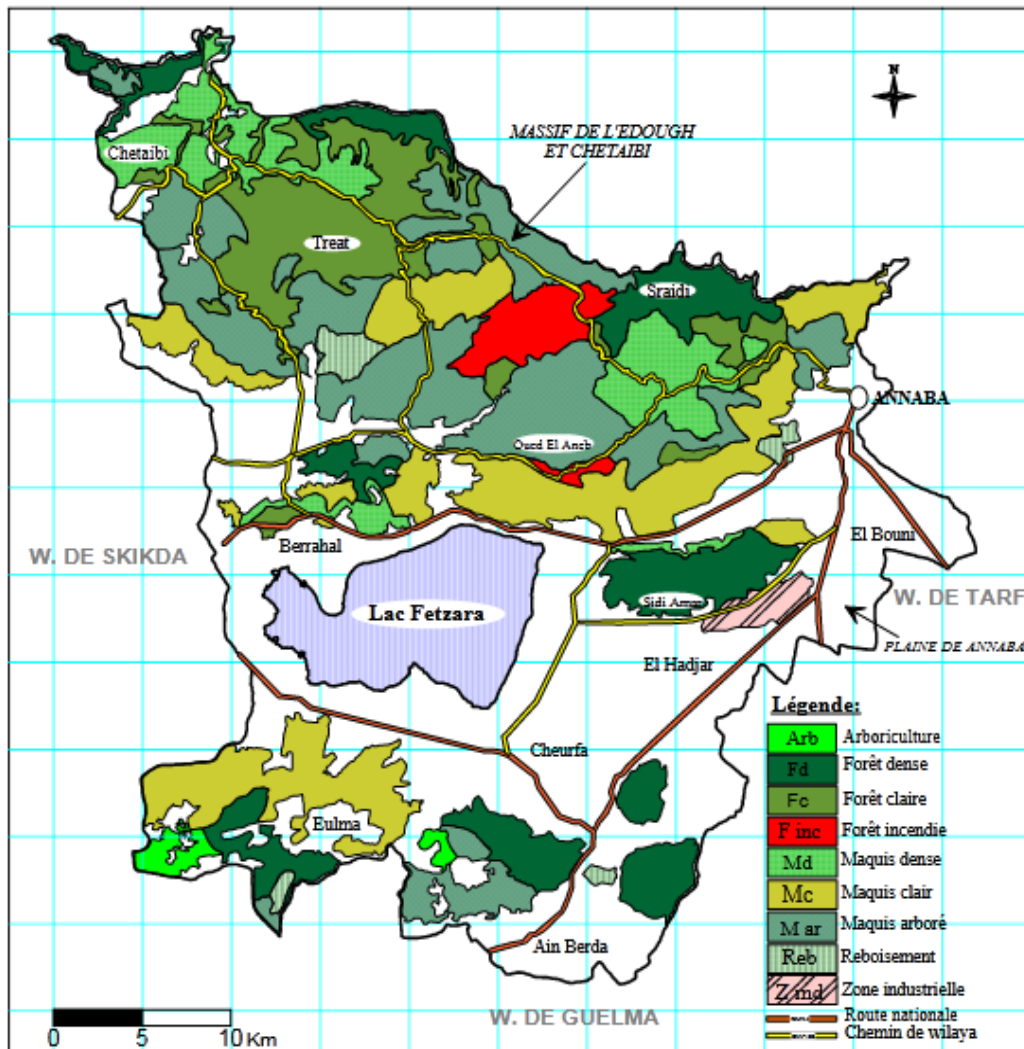 N
MASSIF DE L'EDOUGH
ET CHETAIBI
Chetaibi
Treat
Sraidi
ANNABA
Oued El Aneb
Berrahal
El Bouni
W. DE SKIKDA
W. DE TARF
Lac Fetzara
Sidi Amar
PLAINE DE ANNABA
El Hadjar
Légende:
Arb Arboriculture
Fd Forêt dense
Fc Forêt claire
F inc Forêt incendie
Md Maquis dense
Mc Maquis clair
M ar Maquis arboré
Reb Reboisement
Z ind Zone industrielle
Route nationale
Chemin de wilaya
Cheurfa
Eulma
Ain Berda
W. DE GUELMA
0 5 10 Km